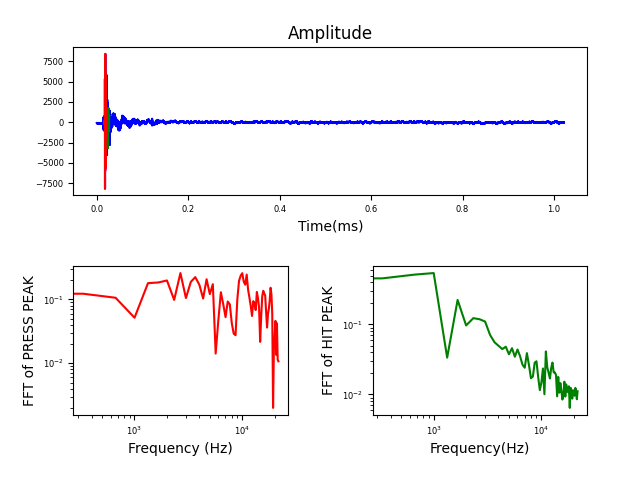 Amplitude
7500
5000
2500
0
−2500
−5000
−7500
0.0 0.2 0.4 0.6 0.8 1.0
Time(ms)
FFT of PRESS PEAK
10⁻¹
10⁻²
10³ 10⁴
Frequency (Hz)
FFT of HIT PEAK
10⁻¹
10⁻²
10³ 10⁴
Frequency(Hz)